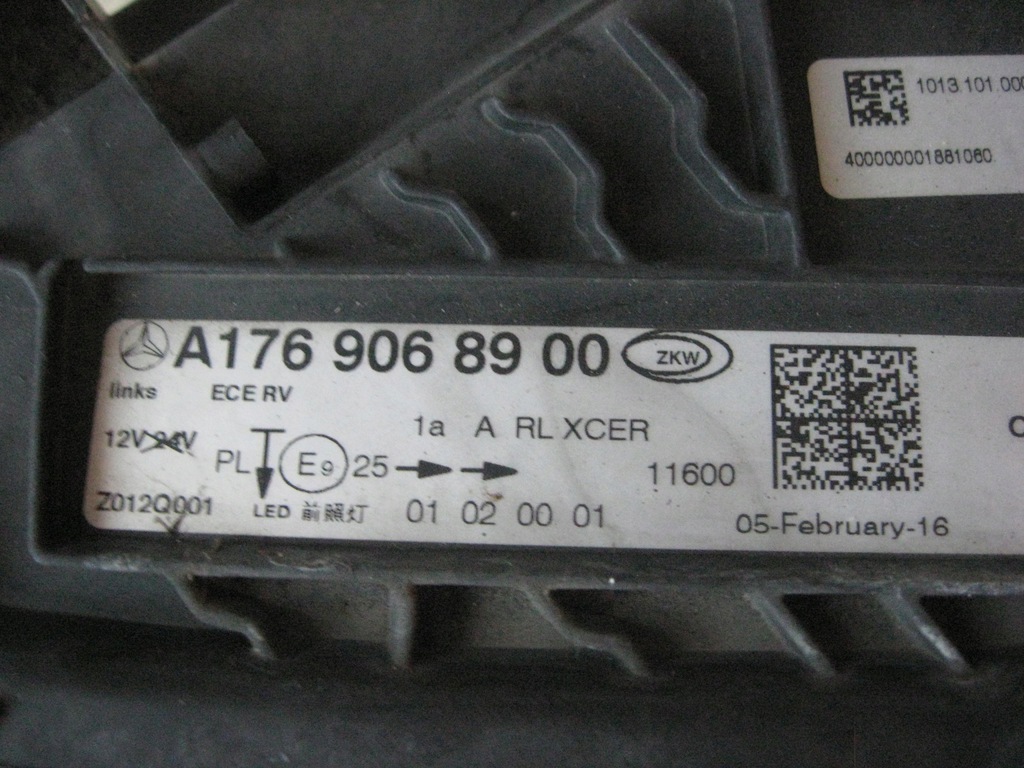 1013.101.000
400000001881080.
A176 906 89 00 ZKW
links ECE RV
1a A RL XCER
12V 24V
PL E9 25 11600
Z012Q001 LED 前照灯 01 02 00 01 05-February-16